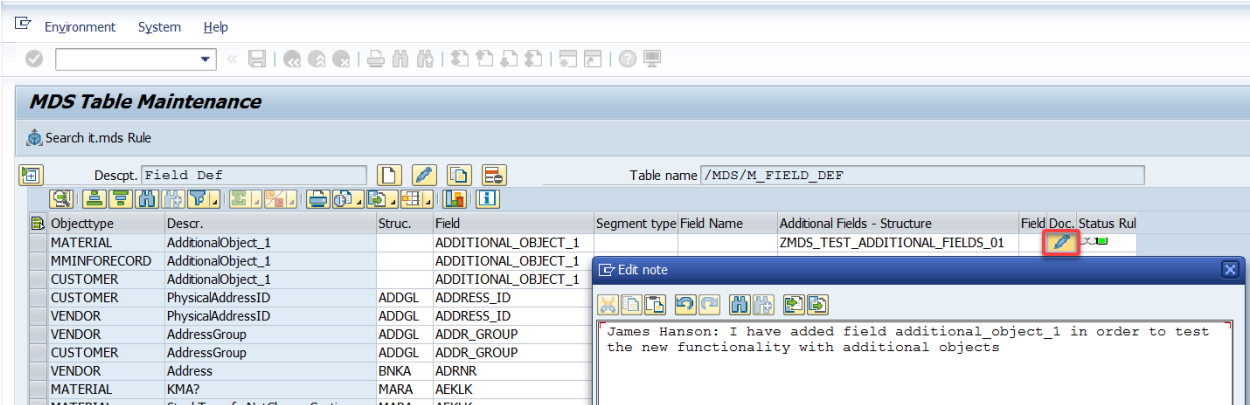 Environment System Help
MDS Table Maintenance
Search it.mds Rule
Descpt. Field Def Table name /MDS/M_FIELD_DEF
Objecttype Descr. Struc. Field Segment type Field Name Additional Fields - Structure Field Doc. Status Rul
MATERIAL AdditionalObject_1 ADDITIONAL_OBJECT_1 ZMDS_TEST_ADDITIONAL_FIELDS_01
MMINFORECORD AdditionalObject_1 ADDITIONAL_OBJECT_1
CUSTOMER AdditionalObject_1 ADDITIONAL_OBJECT_1
CUSTOMER PhysicalAddressID ADDGL ADDRESS_ID
VENDOR PhysicalAddressID ADDGL ADDRESS_ID
VENDOR AddressGroup ADDGL ADDR_GROUP
CUSTOMER AddressGroup ADDGL ADDR_GROUP
VENDOR Address BNKA ADRNR
MATERIAL KMA? MARA AEKLK
Edit note
James Hanson: I have added field additional_object_1 in order to test
the new functionality with additional objects